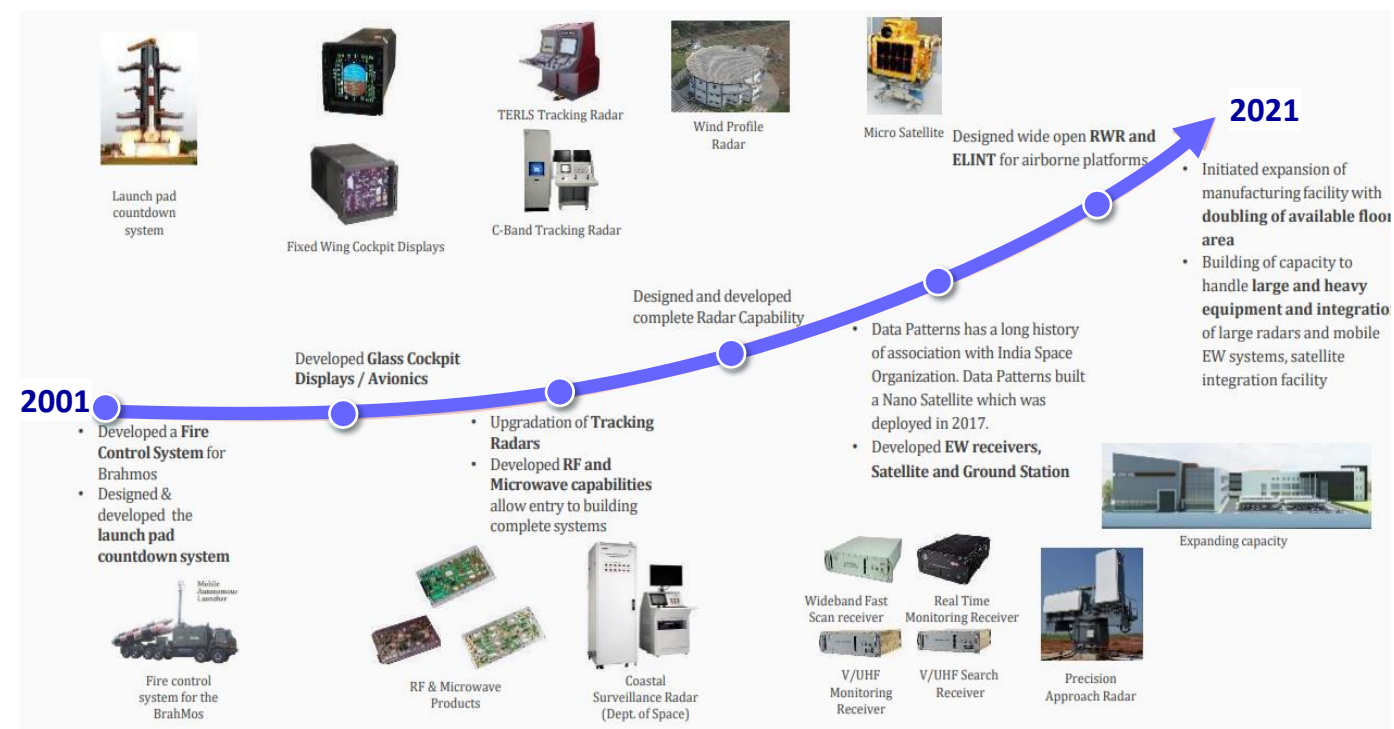 2001
• Developed a Fire
Control System for
Brahmos
• Designed &
developed the
launch pad
countdown system
Mobile
Autonomous
Launcher
Fire control
system for the
BrahMos
Launch pad
countdown
system
Fixed Wing Cockpit Displays
Developed Glass Cockpit
Displays / Avionics
TERLS Tracking Radar
C-Band Tracking Radar
• Upgradation of Tracking
Radars
• Developed RF and
Microwave capabilities
allow entry to building
complete systems
RF & Microwave
Products
Coastal
Surveillance Radar
(Dept. of Space)
Wind Profile
Radar
Designed and developed
complete Radar Capability
Micro Satellite
• Data Patterns has a long history
of association with India Space
Organization. Data Patterns built
a Nano Satellite which was
deployed in 2017.
• Developed EW receivers,
Satellite and Ground Station
Wideband Fast
Scan receiver
Real Time
Monitoring Receiver
V/UHF
Monitoring
Receiver
V/UHF Search
Receiver
Precision
Approach Radar
Designed wide open RWR and
ELINT for airborne platforms
2021
• Initiated expansion of
manufacturing facility with
doubling of available floor
area
• Building of capacity to
handle large and heavy
equipment and integration
of large radars and mobile
EW systems, satellite
integration facility
Expanding capacity